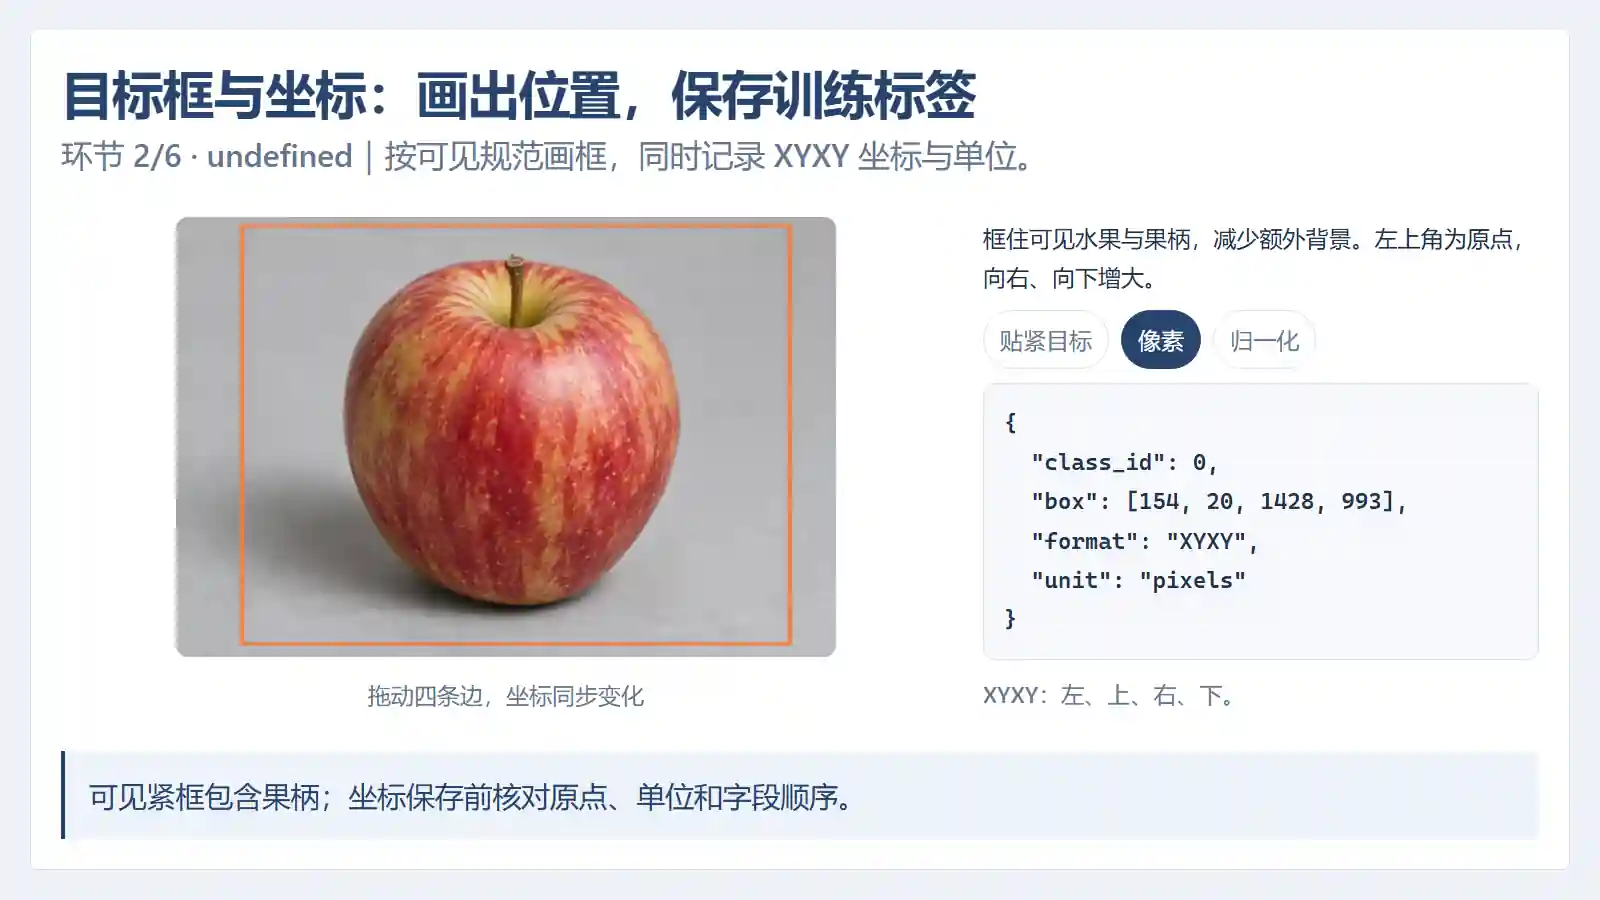 目标框与坐标：画出位置，保存训练标签
环节 2/6 · undefined｜按可见规范画框，同时记录 XYXY 坐标与单位。
拖动四条边，坐标同步变化
框住可见水果与果柄，减少额外背景。左上角为原点，
向右、向下增大。
贴紧目标 像素 归一化
{
"class_id": 0,
"box": [154, 20, 1428, 993],
"format": "XYXY",
"unit": "pixels"
}
XYXY：左、上、右、下。
可见紧框包含果柄；坐标保存前核对原点、单位和字段顺序。